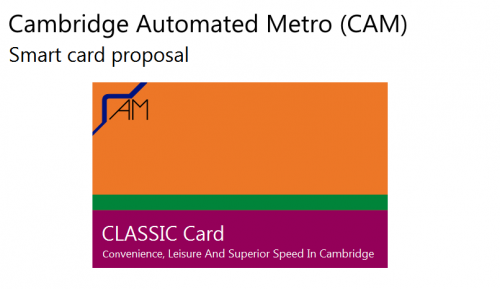 Cambridge Automated Metro (CAM)
Smart card proposal
CAM
CLASSIC Card
Convenience, Leisure And Superior Speed In Cambridge